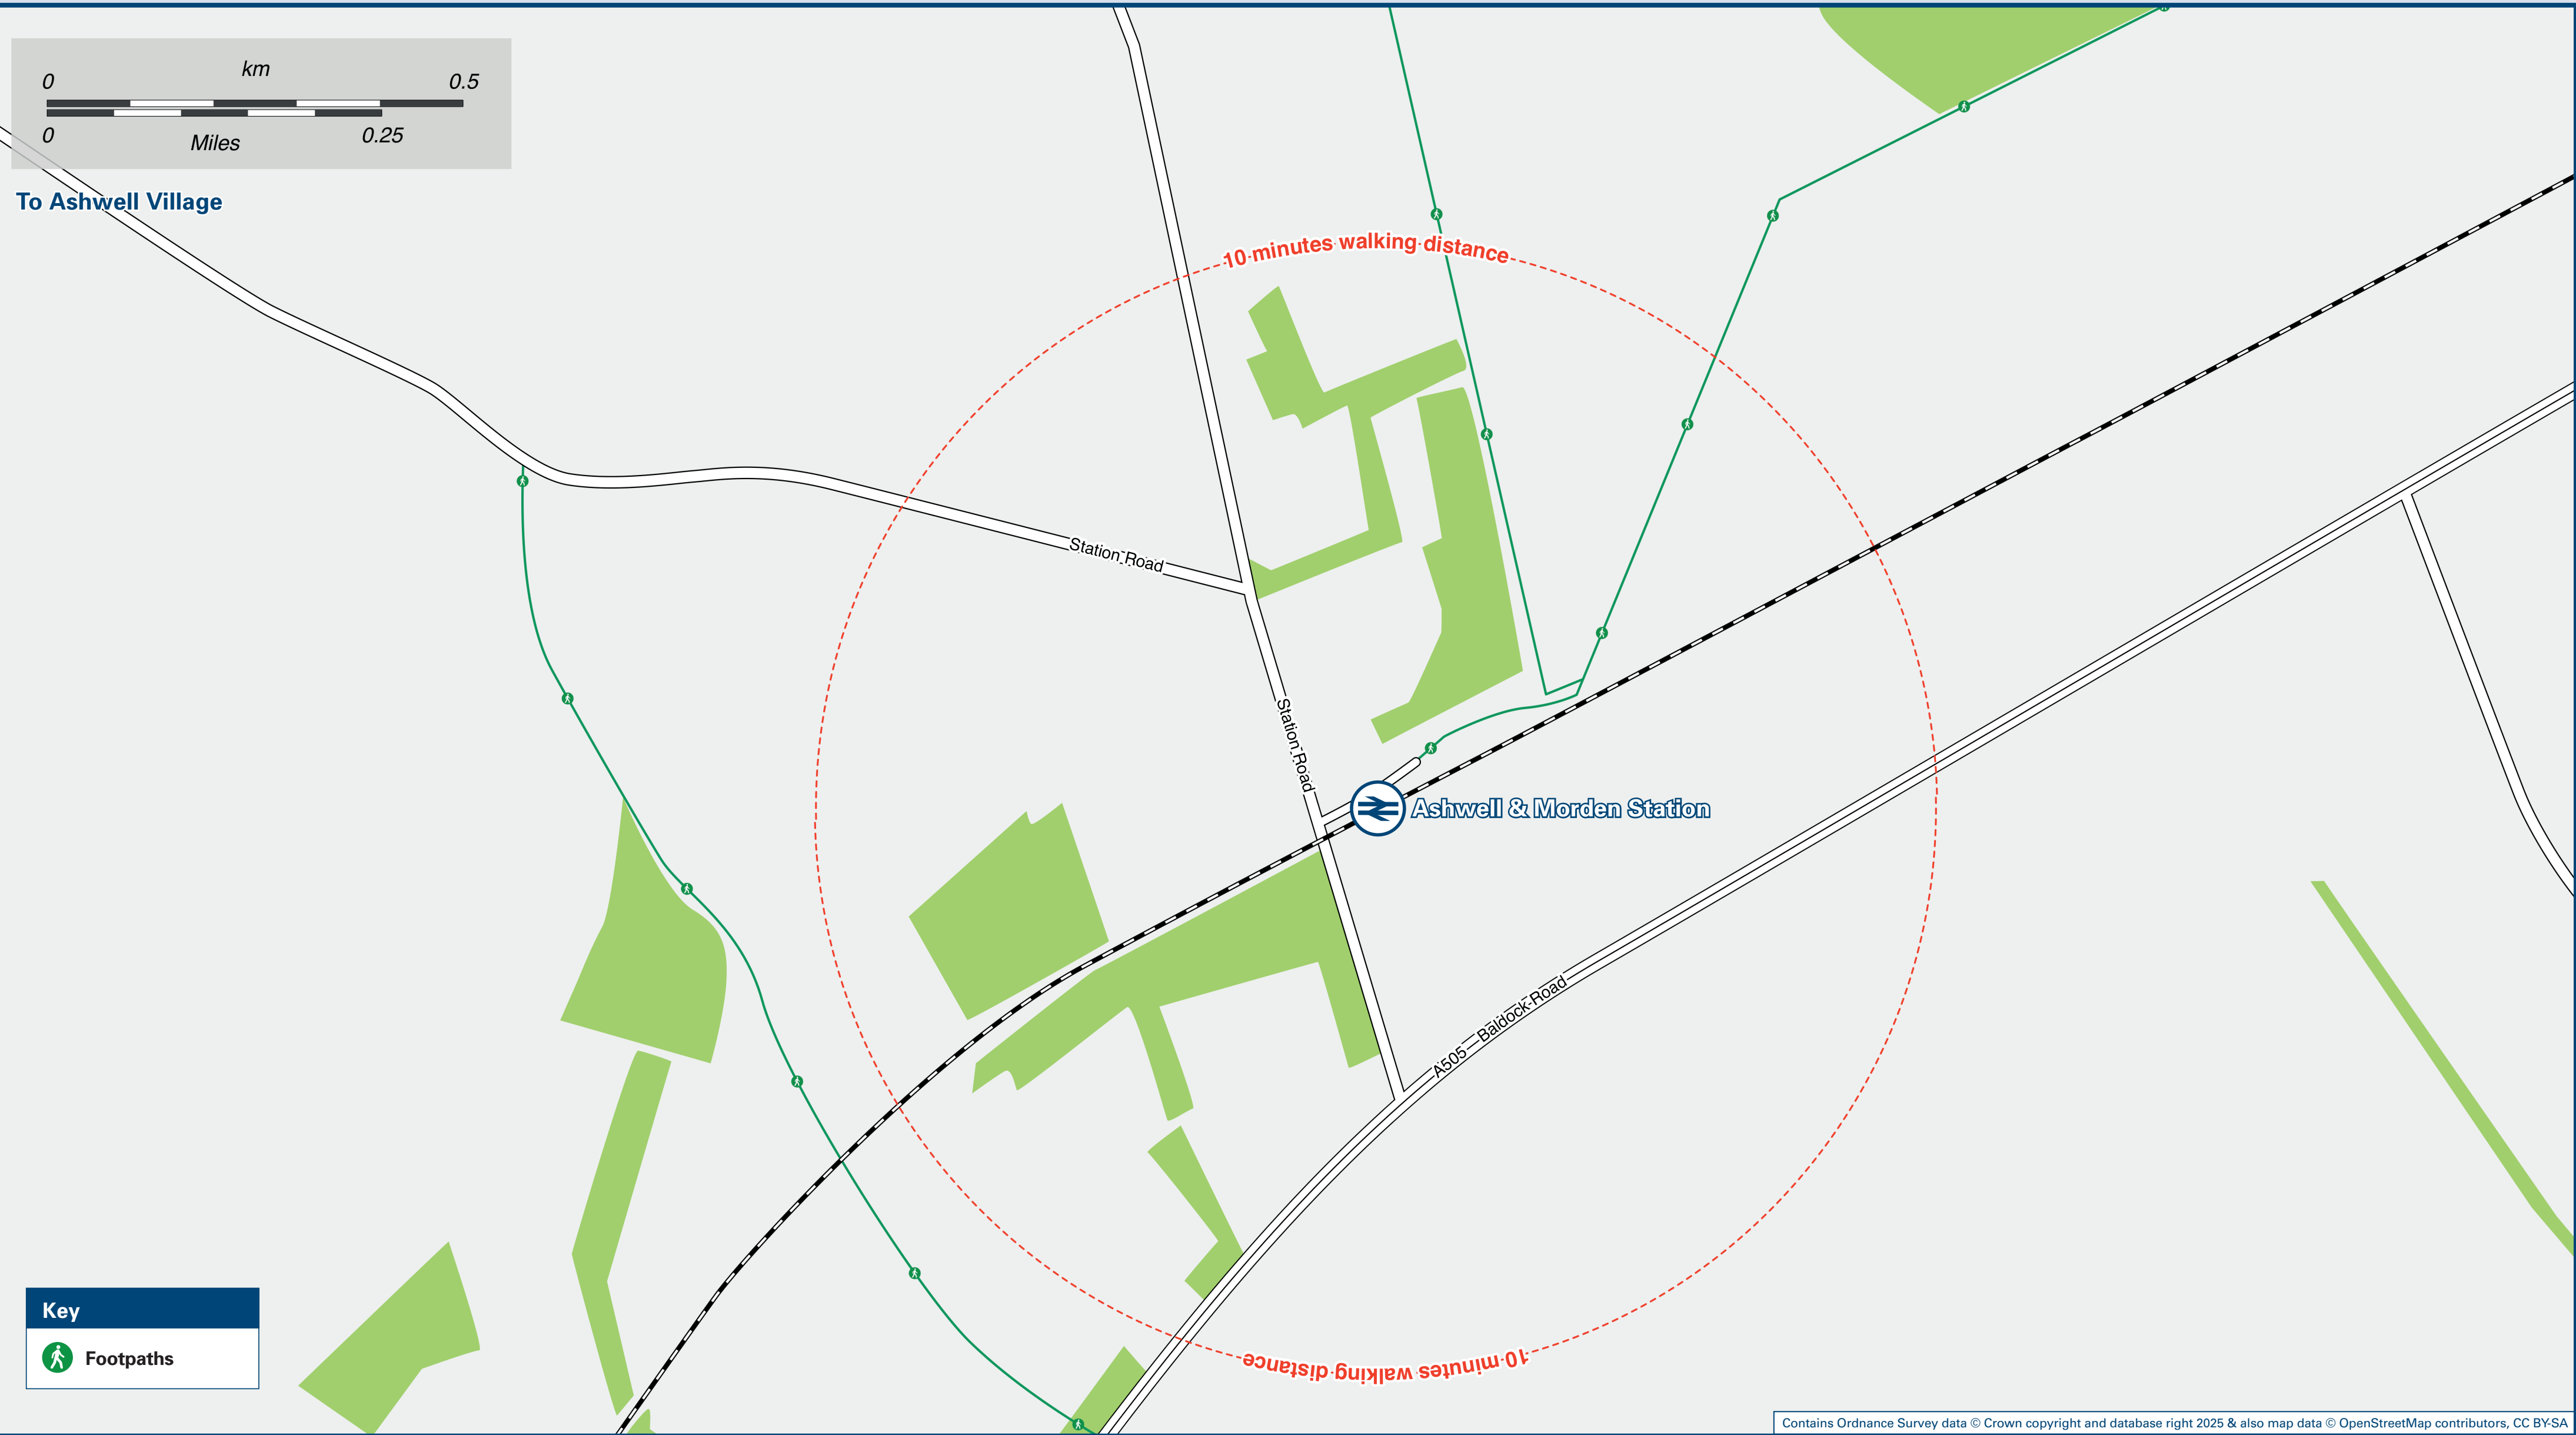 km
0 0.5
0 0.25
Miles
To Ashwell Village
10 minutes walking distance
Station Road
Station Road
Ashwell & Morden Station
A505 Baldock Road
10 minutes walking distance
Key
Footpaths
Contains Ordnance Survey data © Crown copyright and database right 2025 & also map data © OpenStreetMap contributors, CC BY-SA